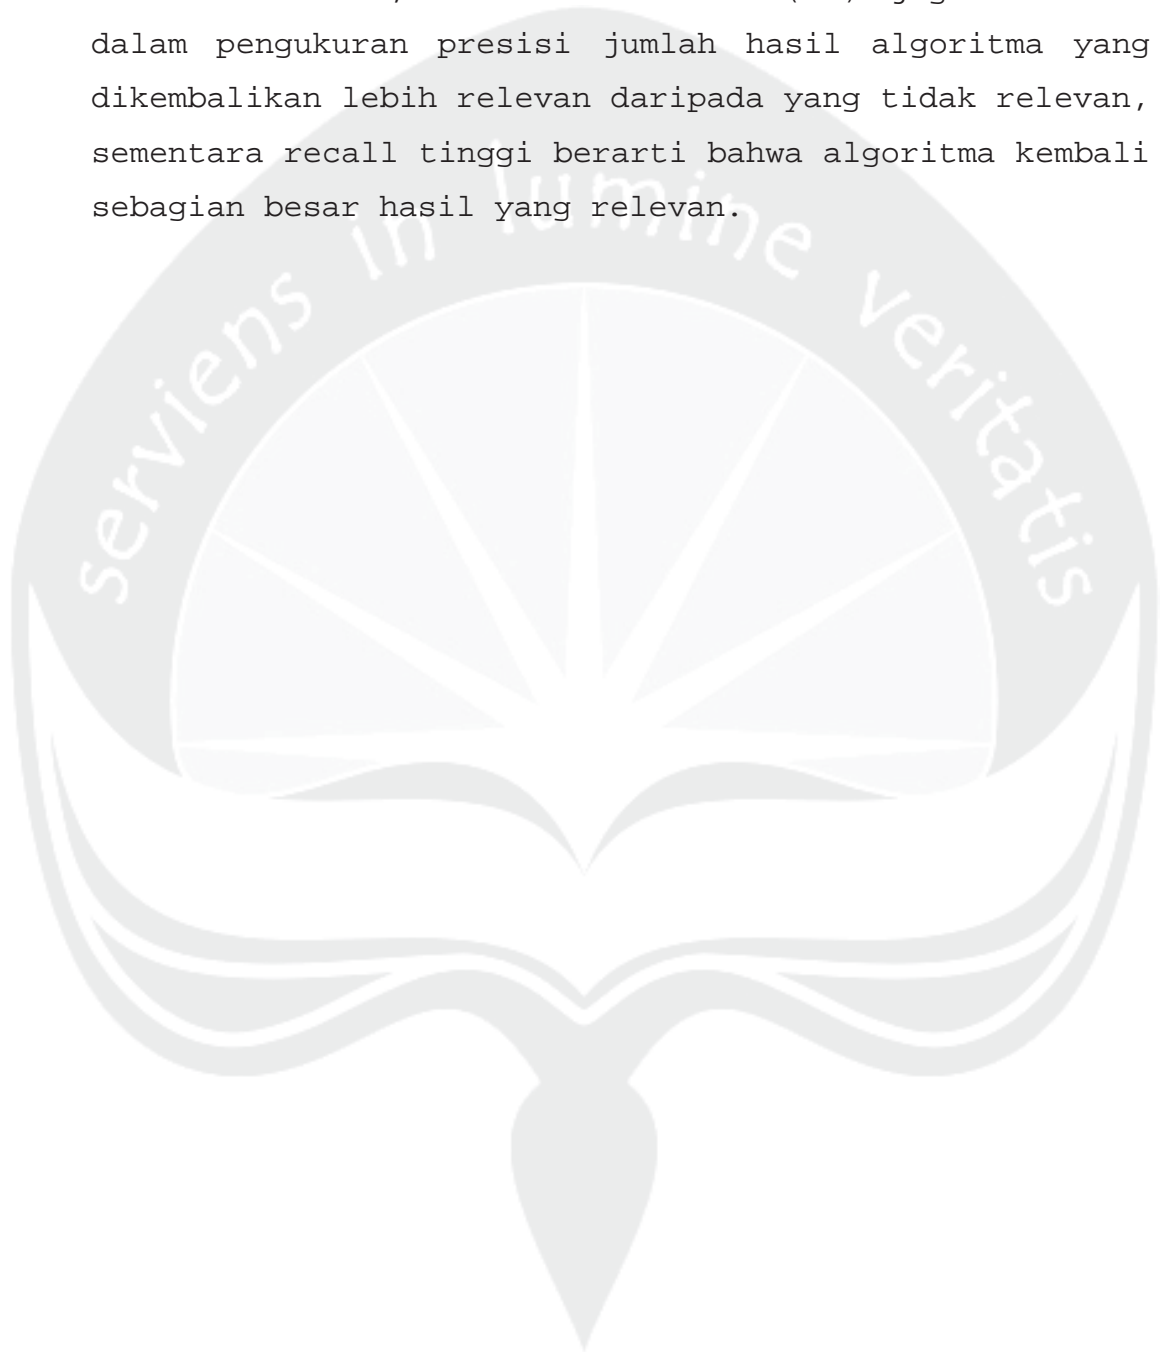 dalam pengukuran presisi jumlah hasil algoritma yang
dikembalikan lebih relevan daripada yang tidak relevan,
sementara recall tinggi berarti bahwa algoritma kembali
sebagian besar hasil yang relevan.
serviens in lumine veritatis